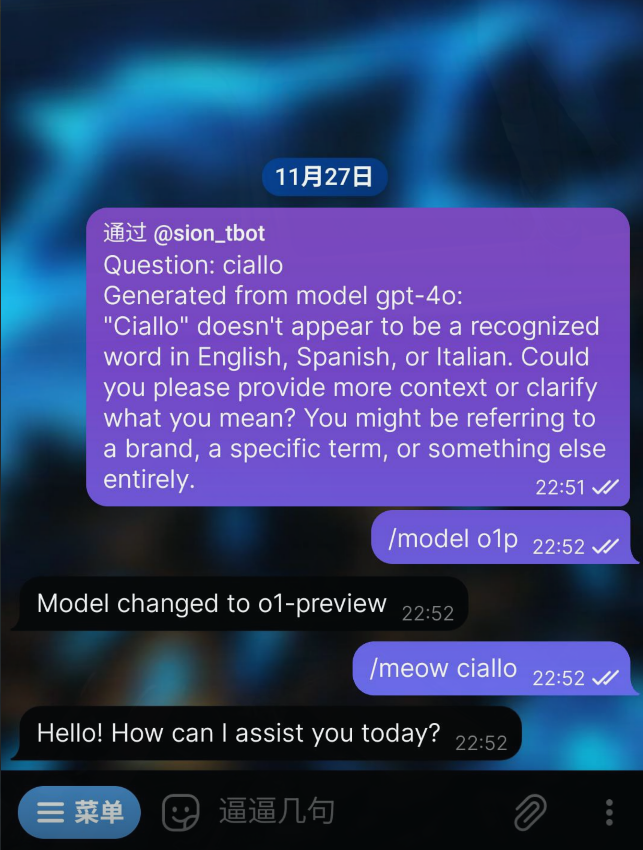 11月27日
通过 @sion_tbot
Question: ciallo
Generated from model gpt-4o:
"Ciallo" doesn't appear to be a recognized
word in English, Spanish, or Italian. Could
you please provide more context or clarify
what you mean? You might be referring to
a brand, a specific term, or something else
entirely.
22:51
/model o1p 22:52
Model changed to o1-preview 22:52
/meow ciallo 22:52
Hello! How can I assist you today? 22:52
菜单 逼逼几句